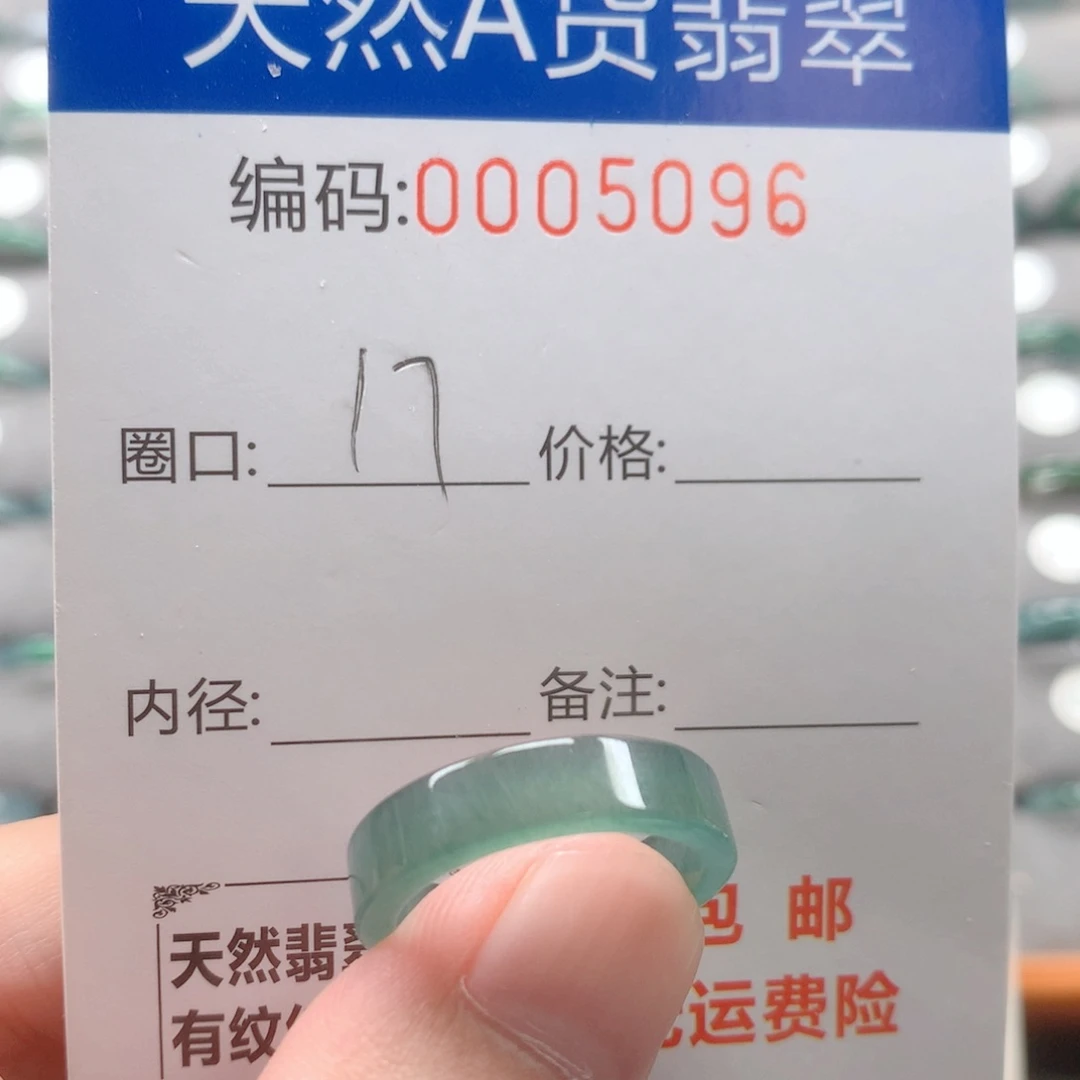 天然A货翡翠
编码:0005096
圈口: 17 价格:
内径: 备注:
包邮
天然翡翠
运费险
有纹